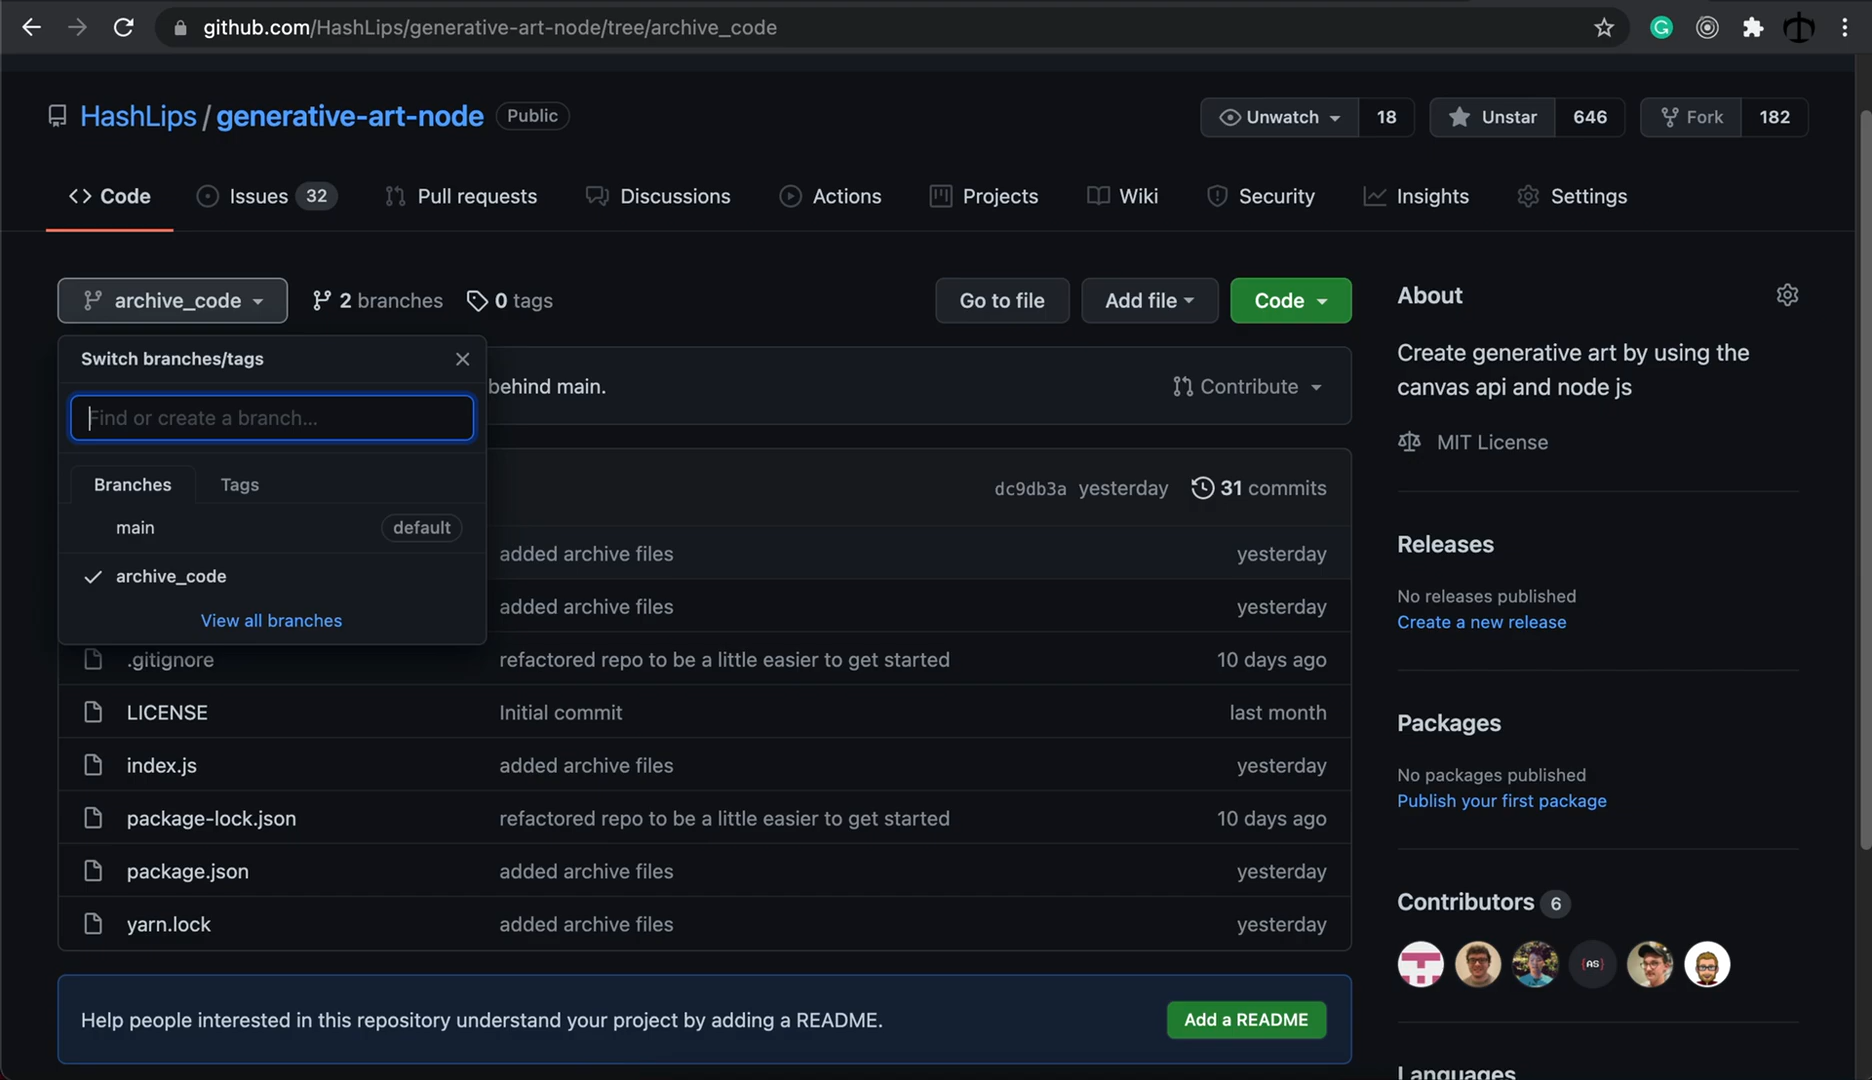 github.com/HashLips/generative-art-node/tree/archive_code
HashLips / generative-art-node Public
Unwatch 18
Unstar 646
Fork 182
<> Code
Issues 32
Pull requests
Discussions
Actions
Projects
Wiki
Security
Insights
Settings
archive_code
2 branches
0 tags
Go to file
Add file
Code
Switch branches/tags
Find or create a branch...
Branches
Tags
main default
archive_code
View all branches
behind main.
Contribute
dc9db3a yesterday 31 commits
added archive files yesterday
added archive files yesterday
.gitignore refactored repo to be a little easier to get started 10 days ago
LICENSE Initial commit last month
index.js added archive files yesterday
package-lock.json refactored repo to be a little easier to get started 10 days ago
package.json added archive files yesterday
yarn.lock added archive files yesterday
Help people interested in this repository understand your project by adding a README.
Add a README
About
Create generative art by using the
canvas api and node js
MIT License
Releases
No releases published
Create a new release
Packages
No packages published
Publish your first package
Contributors 6
{AS}
Languages